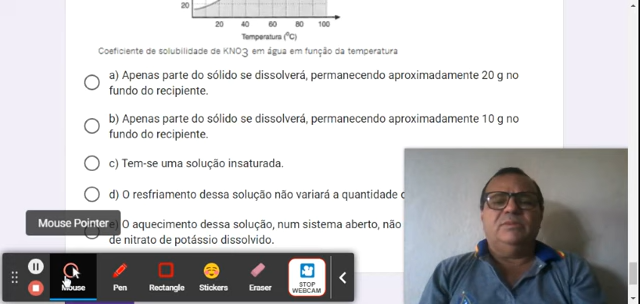 20
20 40 60 80 100
Temperatura (°C)
Coeficiente de solubilidade de KNO3 em água em função da temperatura
a) Apenas parte do sólido se dissolverá, permanecendo aproximadamente 20 g no
fundo do recipiente.
b) Apenas parte do sólido se dissolverá, permanecendo aproximadamente 10 g no
fundo do recipiente.
c) Tem-se uma solução insaturada.
d) O resfriamento dessa solução não variará a quantidade
Mouse Pointer
O aquecimento dessa solução, num sistema aberto, não
de nitrato de potássio dissolvido.
Mouse Pen Rectangle Stickers Eraser STOP WEBCAM